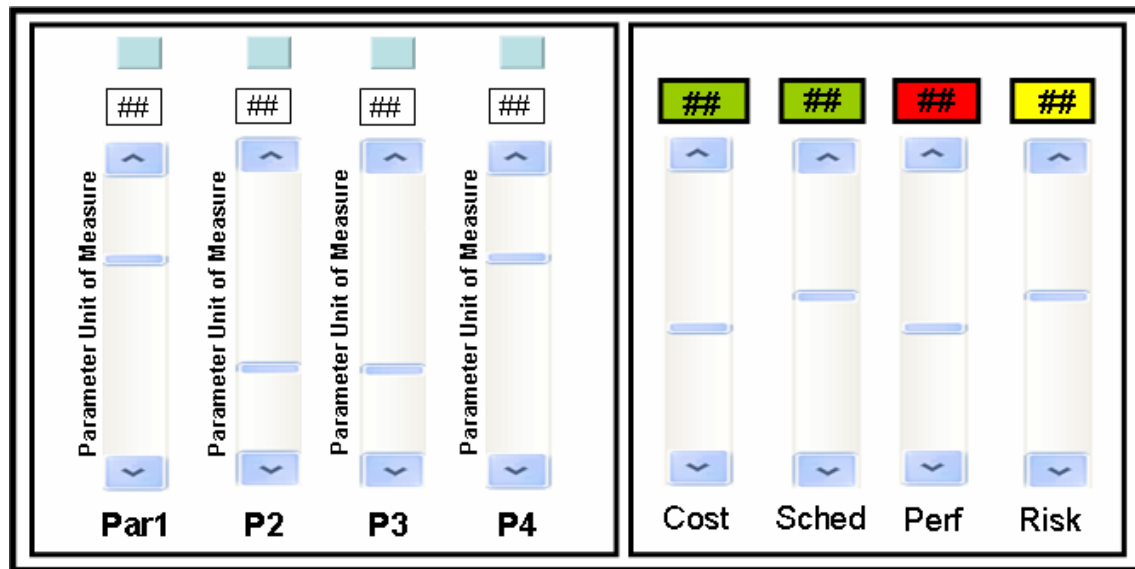 ## ## ## ##
Parameter Unit of Measure
Parameter Unit of Measure
Parameter Unit of Measure
Parameter Unit of Measure
Par1 P2 P3 P4
## ## ## ##
Cost Sched Perf Risk